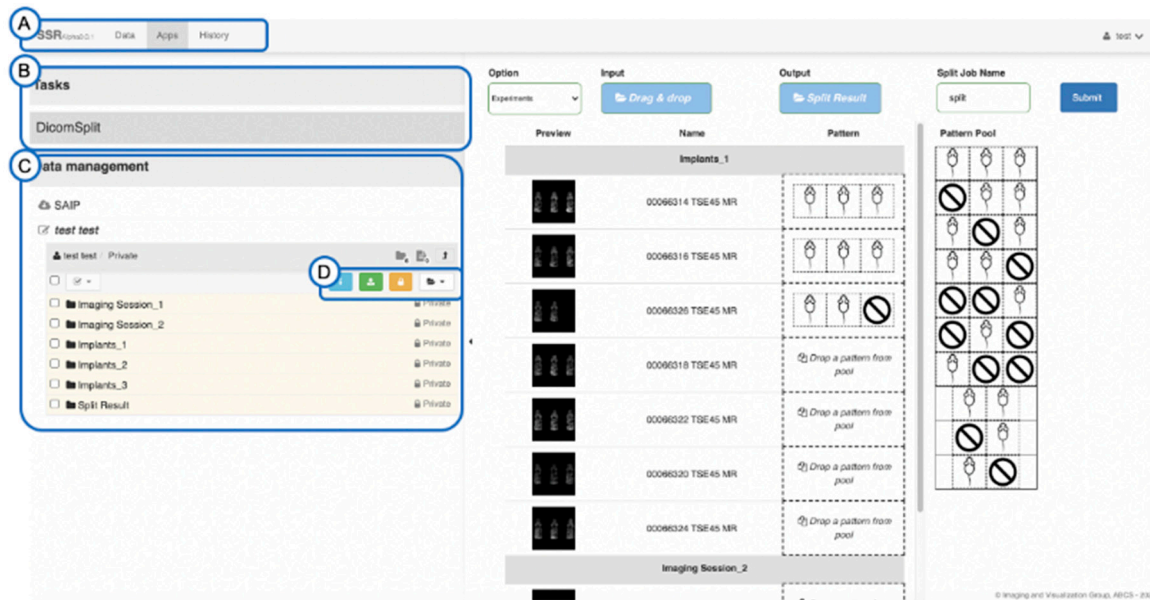 A
SSR Alpha0.0.1 Data Apps History
test
B
Tasks
DicomSplit
C
ata management
SAIP
test test
test test / Private
D
Imaging Session_1 Private
Imaging Session_2 Private
Implants_1 Private
Implants_2 Private
Implants_3 Private
Split Result Private
Option Input Output Split Job Name
Experiments Drag & drop Split Result split Submit
Preview Name Pattern Pattern Pool
Implants_1
00066314 TSE45 MR
00066316 TSE45 MR
00066326 TSE45 MR
00066318 TSE45 MR
Drop a pattern from
pool
00066322 TSE45 MR
Drop a pattern from
pool
00066320 TSE45 MR
Drop a pattern from
pool
00066324 TSE45 MR
Drop a pattern from
pool
Imaging Session_2
© Imaging and Visualization Group, ABCS -